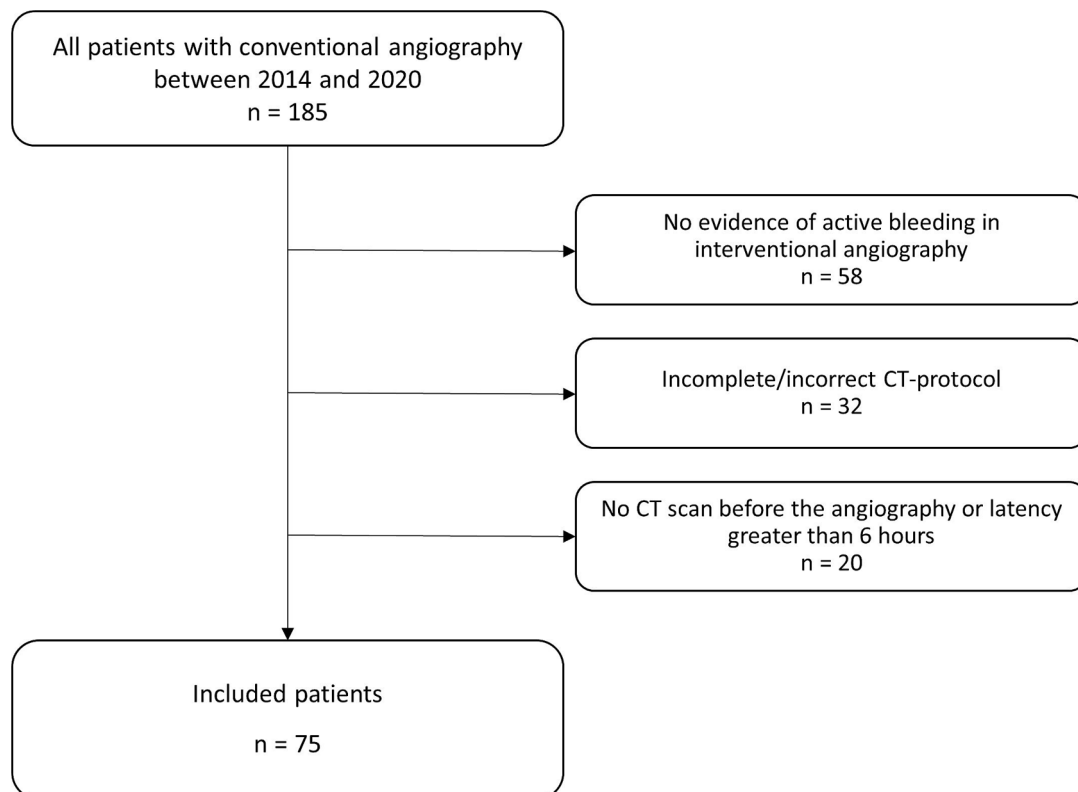 All patients with conventional angiography
between 2014 and 2020
n = 185
No evidence of active bleeding in
interventional angiography
n = 58
Incomplete/incorrect CT-protocol
n = 32
No CT scan before the angiography or latency
greater than 6 hours
n = 20
Included patients
n = 75